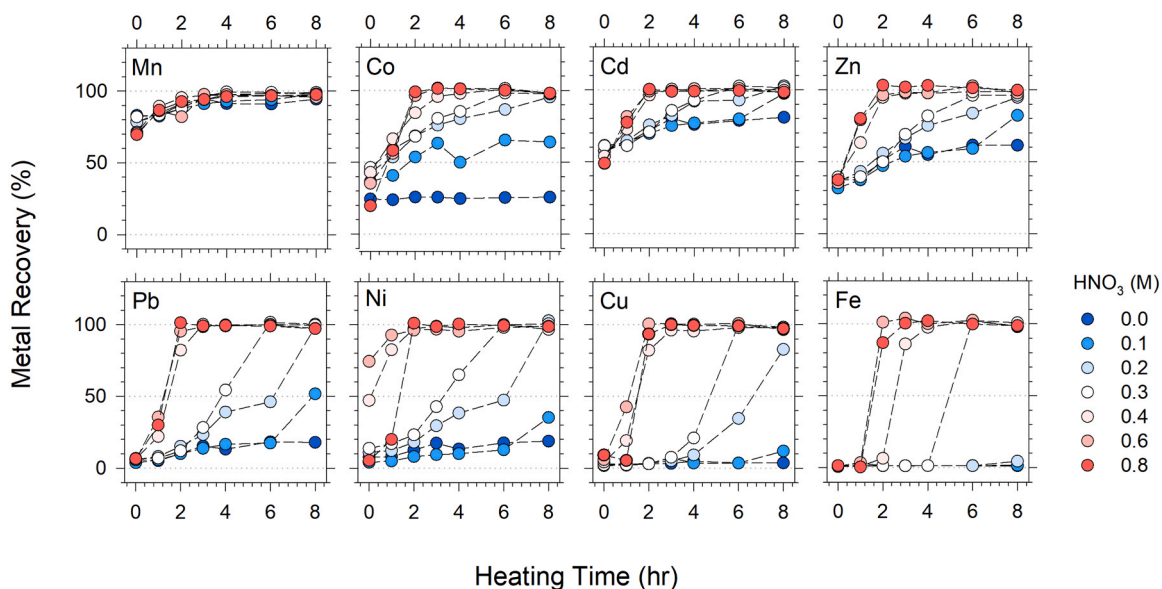 0 2 4 6 8 0 2 4 6 8 0 2 4 6 8 0 2 4 6 8
Mn Co Cd Zn
100
50
0
Pb Ni Cu Fe
100
50
0
0 2 4 6 8 0 2 4 6 8 0 2 4 6 8 0 2 4 6 8
Metal Recovery (%)
Heating Time (hr)
HNO₃ (M)
0.0
0.1
0.2
0.3
0.4
0.6
0.8